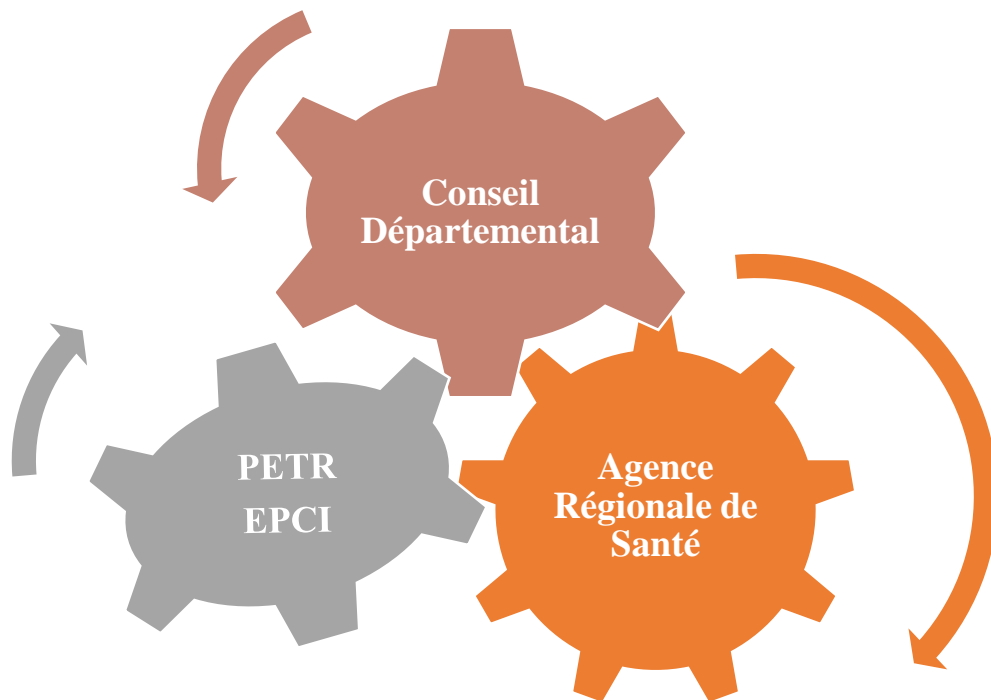 Conseil
Départemental
PETR
EPCI
Agence
Régionale de
Santé